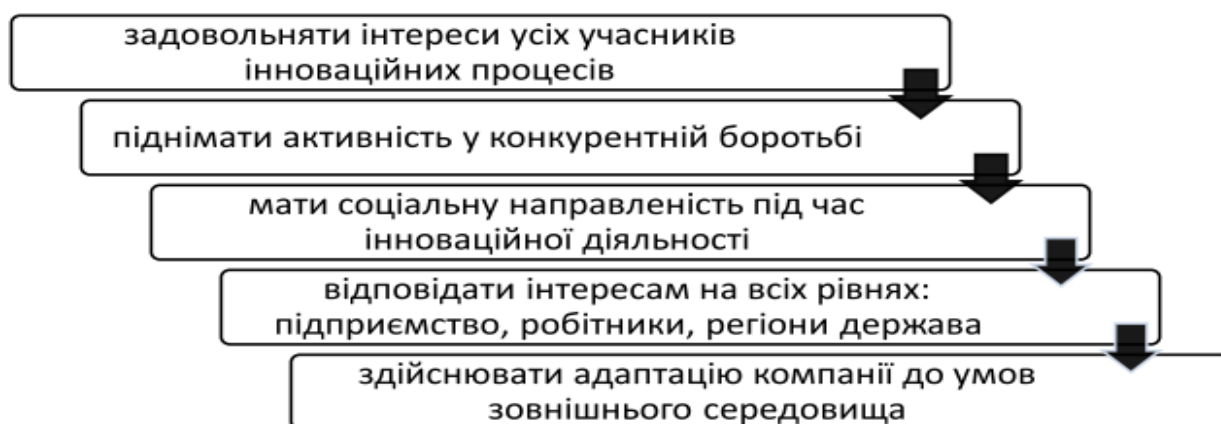 задовольняти інтереси усіх учасників
інноваційних процесів
піднімати активність у конкурентній боротьбі
мати соціальну направленість під час
інноваційної діяльності
відповідати інтересам на всіх рівнях:
підприємство, робітники, регіони держава
здійснювати адаптацію компанії до умов
зовнішнього середовища